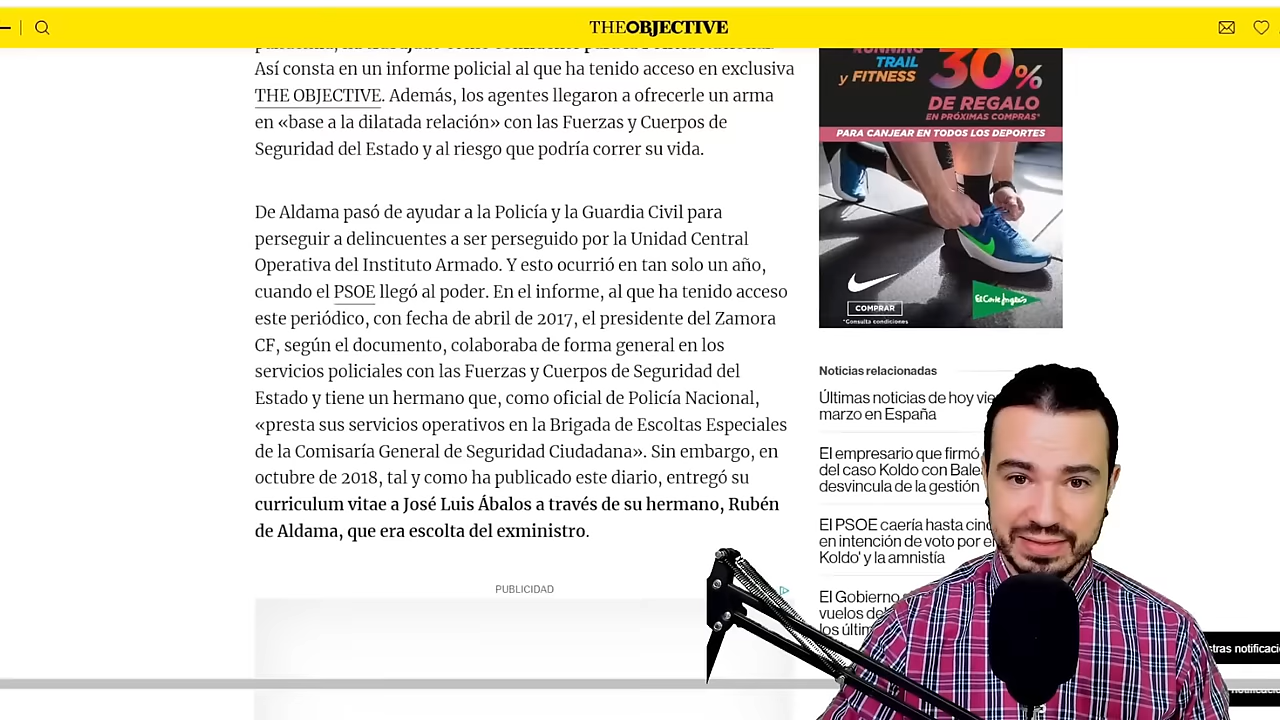 THE OBJECTIVE
Así consta en un informe policial al que ha tenido acceso en exclusiva
THE OBJECTIVE. Además, los agentes llegaron a ofrecerle un arma
en «base a la dilatada relación» con las Fuerzas y Cuerpos de
Seguridad del Estado y al riesgo que podría correr su vida.
De Aldama pasó de ayudar a la Policía y la Guardia Civil para
perseguir a delincuentes a ser perseguido por la Unidad Central
Operativa del Instituto Armado. Y esto ocurrió en tan solo un año,
cuando el PSOE llegó al poder. En el informe, al que ha tenido acceso
este periódico, con fecha de abril de 2017, el presidente del Zamora
CF, según el documento, colaboraba de forma general en los
servicios policiales con las Fuerzas y Cuerpos de Seguridad del
Estado y tiene un hermano que, como oficial de Policía Nacional,
«presta sus servicios operativos en la Brigada de Escoltas Especiales
de la Comisaría General de Seguridad Ciudadana». Sin embargo, en
octubre de 2018, tal y como ha publicado este diario, entregó su
curriculum vitae a José Luis Ábalos a través de su hermano, Rubén
de Aldama, que era escolta del exministro.
PUBLICIDAD
RUNNING
TRAIL
y FITNESS
30%
DE REGALO
EN PRÓXIMAS COMPRAS*
PARA CANJEAR EN TODOS LOS DEPORTES
El Corte Inglés
COMPRAR
*Consulta condiciones
Noticias relacionadas
Últimas noticias de hoy
marzo en España
El empresario que firmó
del caso Koldo con
desvincula de la gestión
El PSOE caería hasta
en intención de voto por
Koldo' y la amnistía
El Gobierno
vuelos
los